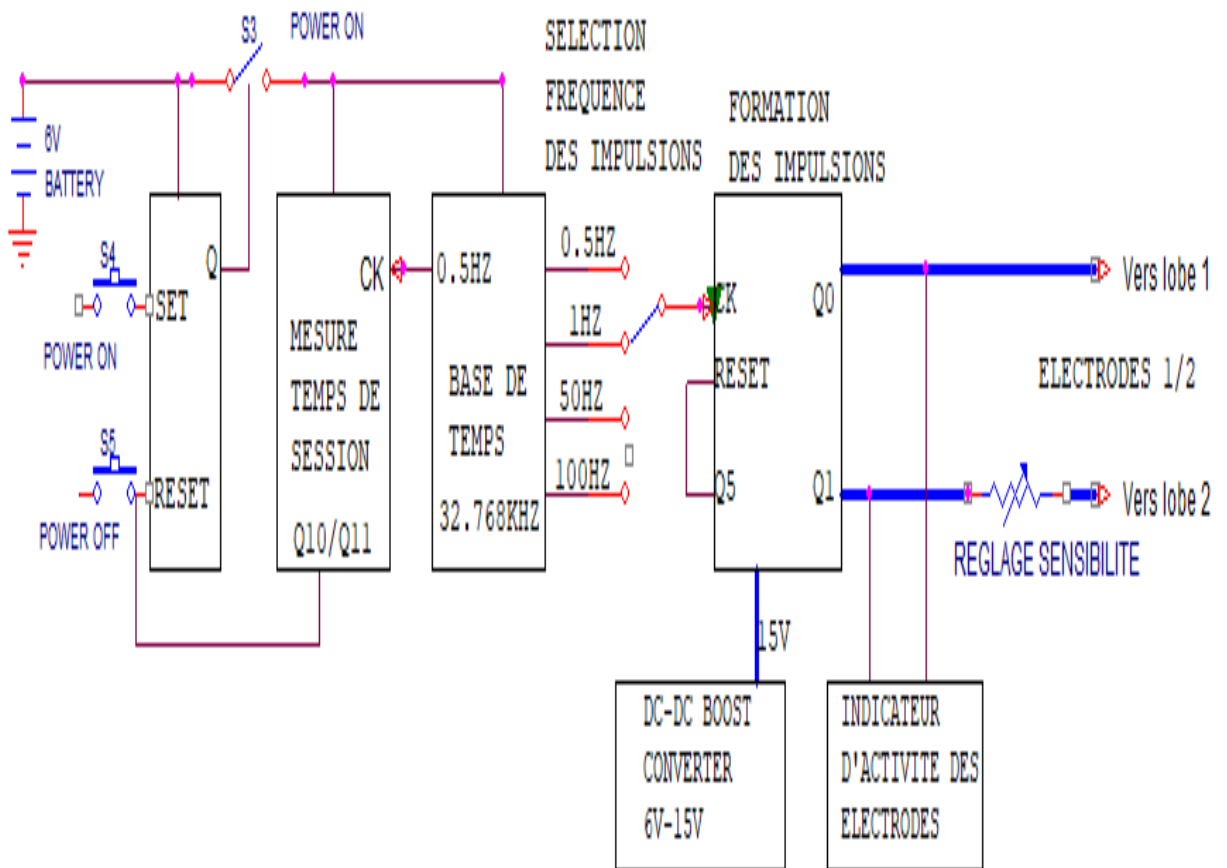 S3
POWER ON
SELECTION
FREQUENCE
DES IMPULSIONS
FORMATION
DES IMPULSIONS
6V
BATTERY
S4
SET
POWER ON
Q
S5
RESET
POWER OFF
CK
MESURE
TEMPS DE
SESSION
Q10/Q11
0.5HZ
BASE DE
TEMPS
32.768KHZ
0.5HZ
1HZ
50HZ
100HZ
CK
RESET
Q5
Q0
Q1
Vers lobe 1
ELECTRODES 1/2
Vers lobe 2
REGLAGE SENSIBILITE
15V
DC-DC BOOST
CONVERTER
6V-15V
INDICATEUR
D'ACTIVITE DES
ELECTRODES